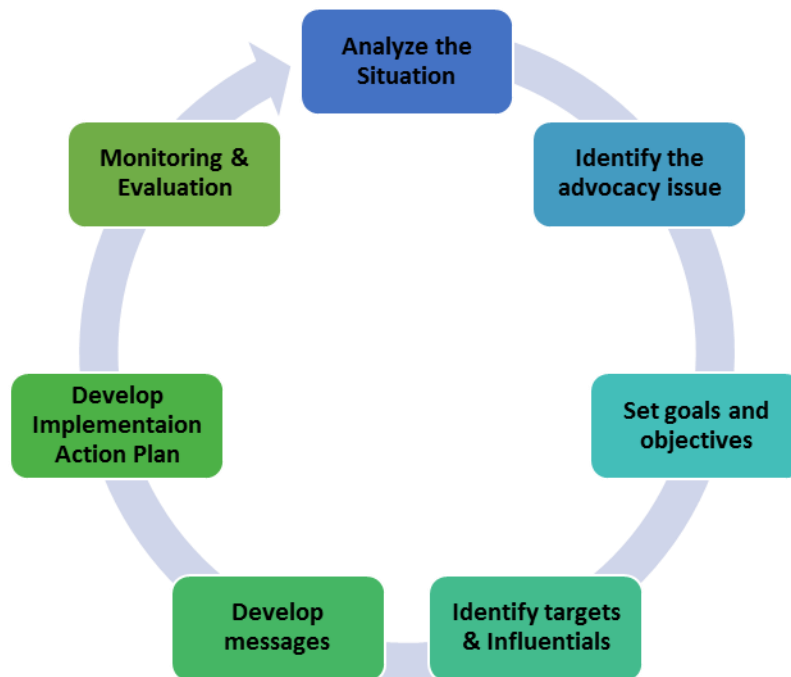 Analyze the
Situation
Identify the
advocacy issue
Set goals and
objectives
Identify targets
& Influentials
Develop
messages
Develop
Implementaion
Action Plan
Monitoring &
Evaluation